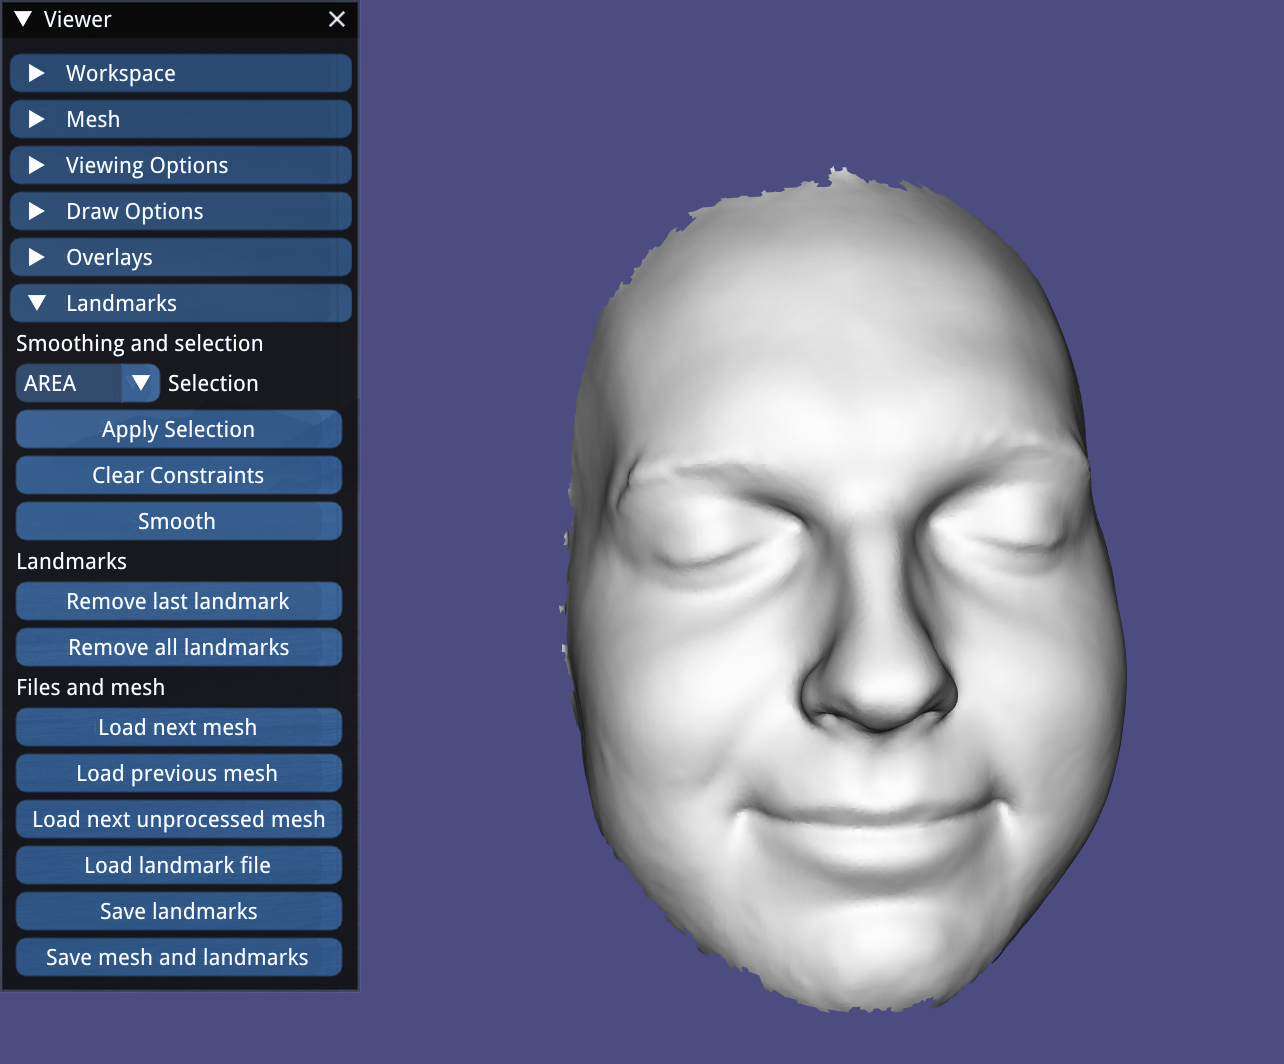 Viewer
Workspace
Mesh
Viewing Options
Draw Options
Overlays
Landmarks
Smoothing and selection
AREA Selection
Apply Selection
Clear Constraints
Smooth
Landmarks
Remove last landmark
Remove all landmarks
Files and mesh
Load next mesh
Load previous mesh
Load next unprocessed mesh
Load landmark file
Save landmarks
Save mesh and landmarks